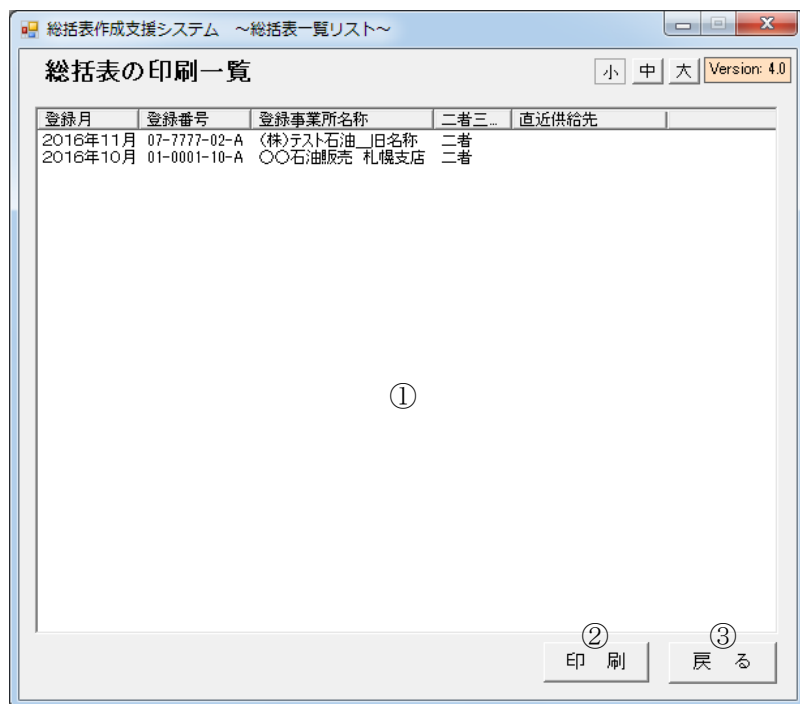 総括表作成支援システム　～総括表一覧リスト～
総括表の印刷一覧 小 中 大 Version: 4.0
登録月 登録番号 登録事業所名称 二者三... 直近供給先
2016年11月 07-7777-02-A (株)テスト石油__旧名称 二者
2016年10月 01-0001-10-A 〇〇石油販売 札幌支店 二者
①
② ③
印　刷 戻　る